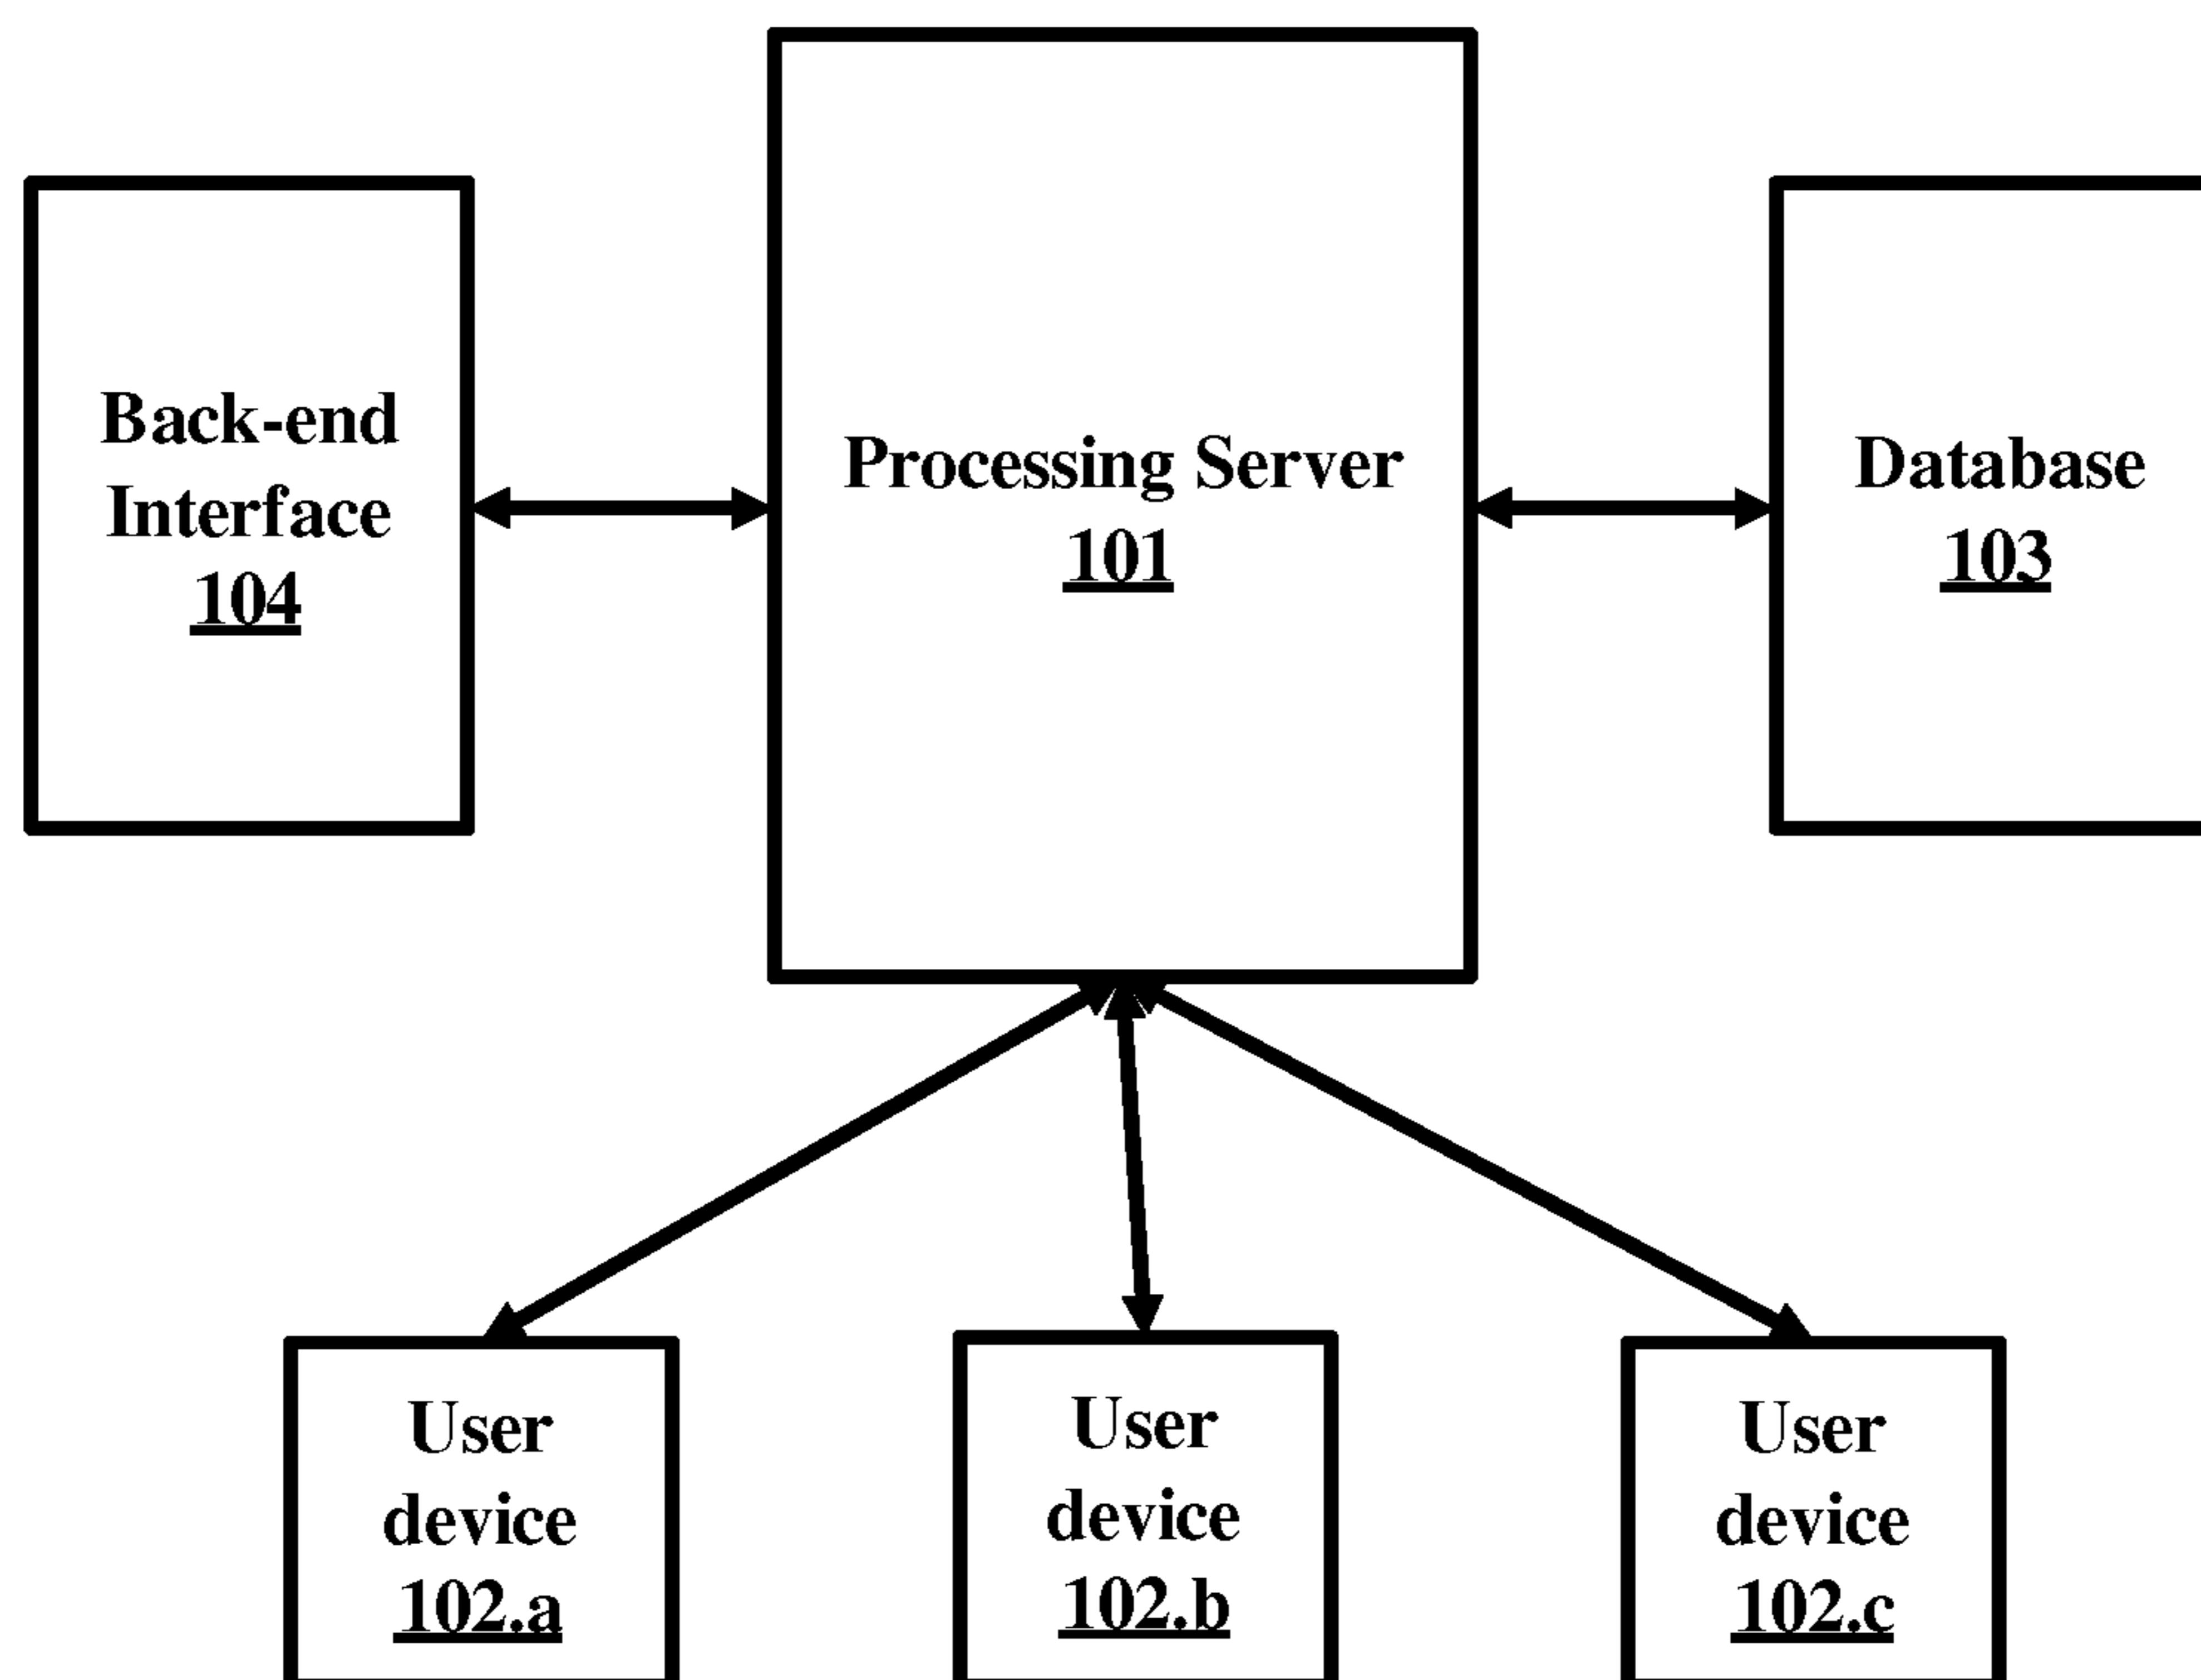 Back-end
Interface
104
Processing Server
101
Database
103
User
device
102.a
User
device
102.b
User
device
102.c